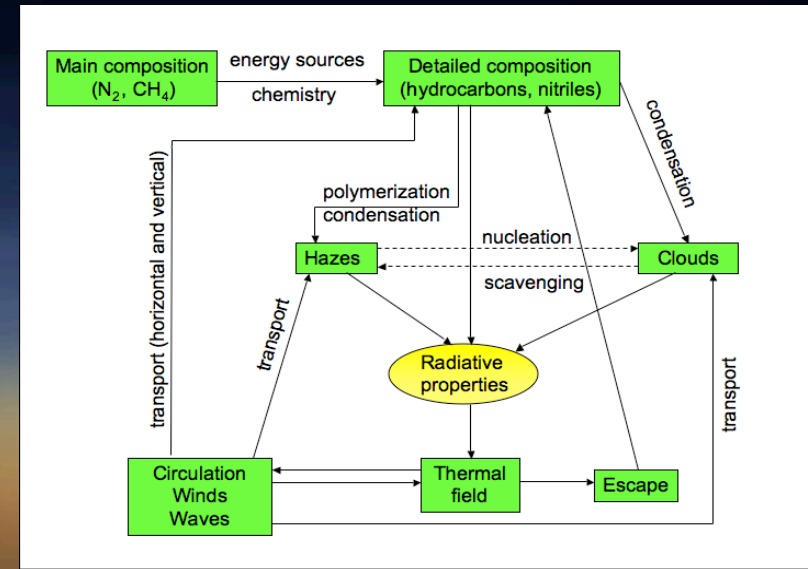 Main composition
(N₂, CH₄)
energy sources
chemistry
Detailed composition
(hydrocarbons, nitriles)
condensation
transport (horizontal and vertical)
polymerization
condensation
Hazes
nucleation
scavenging
Clouds
transport
Radiative
properties
transport
Circulation
Winds
Waves
Thermal
field
Escape